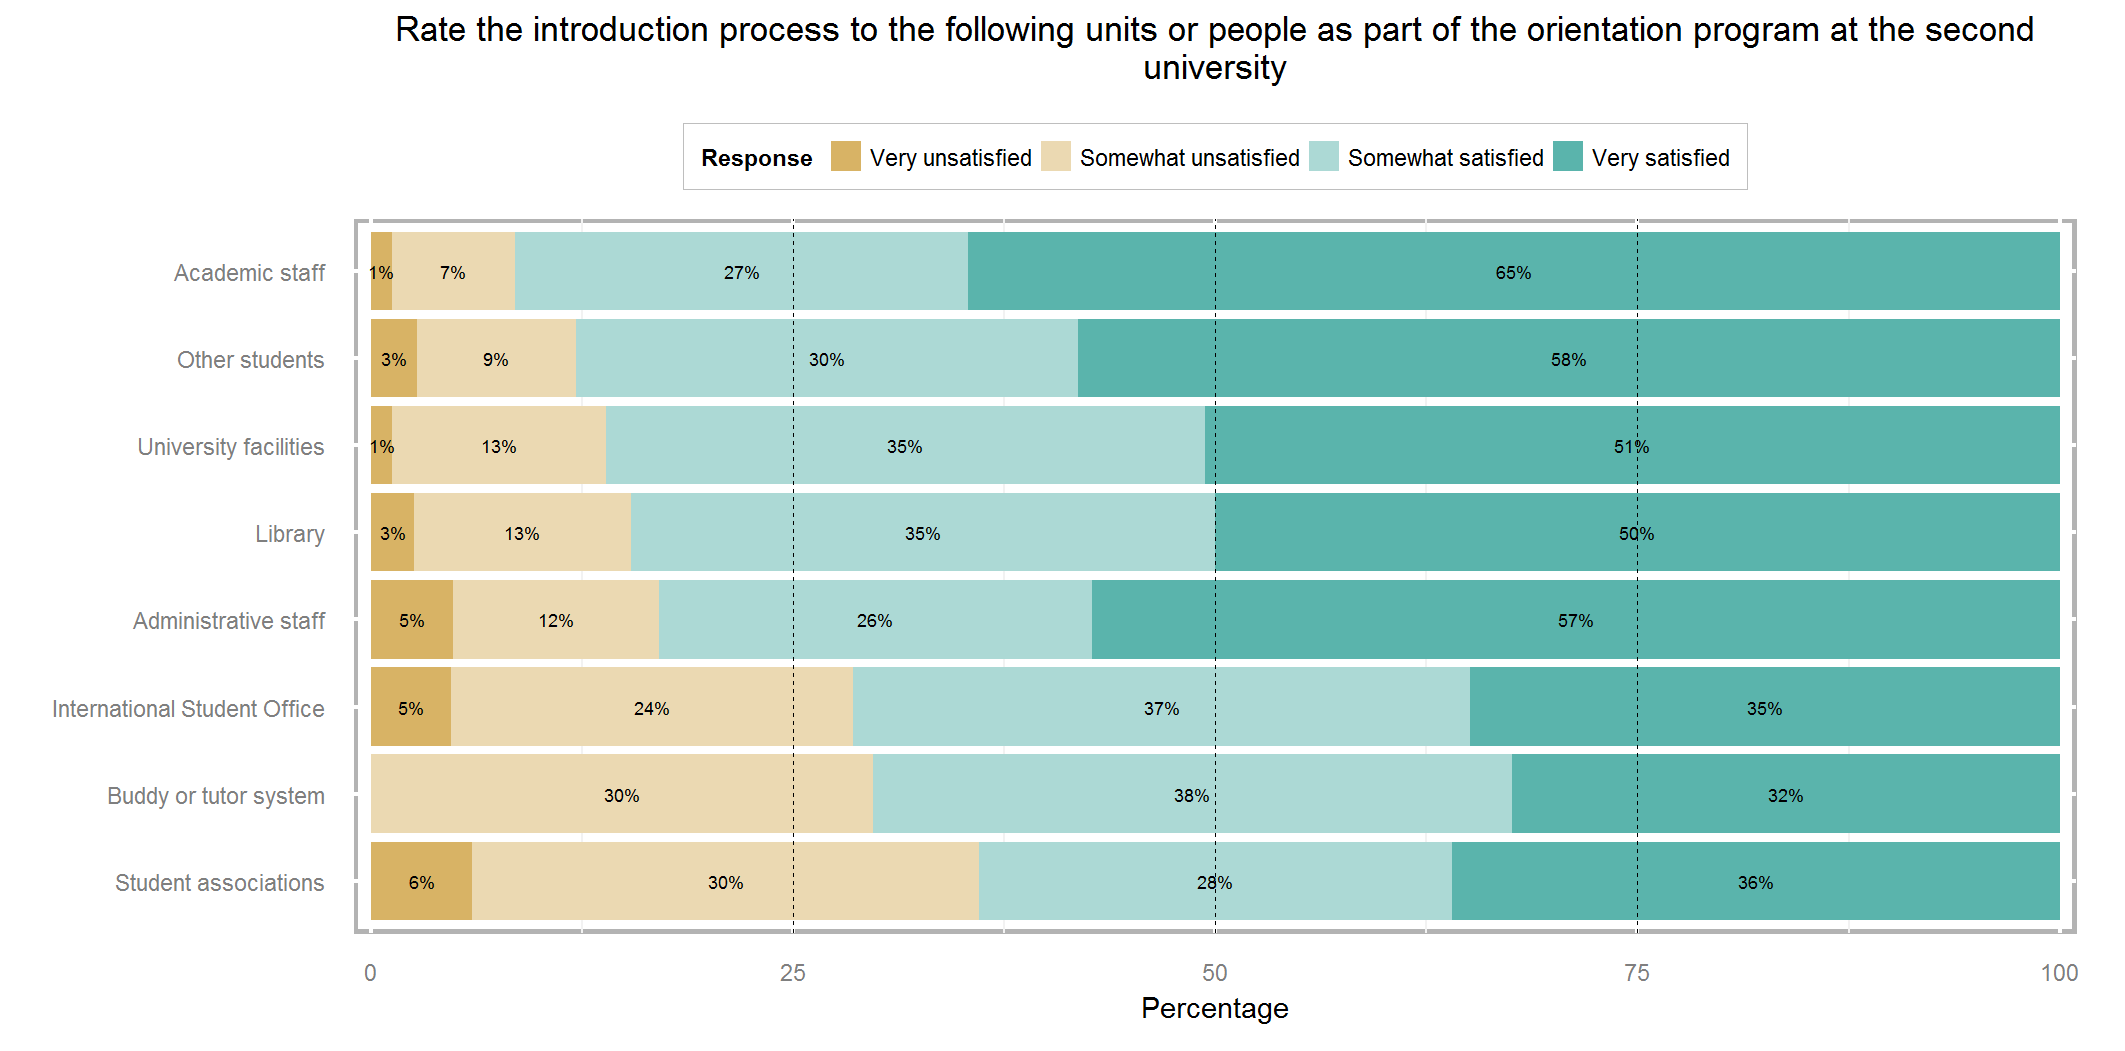 Rate the introduction process to the following units or people as part of the orientation program at the second
university
Response Very unsatisfied Somewhat unsatisfied Somewhat satisfied Very satisfied
Academic staff 1% 7% 27% 65%
Other students 3% 9% 30% 58%
University facilities 1% 13% 35% 51%
Library 3% 13% 35% 50%
Administrative staff 5% 12% 26% 57%
International Student Office 5% 24% 37% 35%
Buddy or tutor system 30% 38% 32%
Student associations 6% 30% 28% 36%
0 25 50 75 100
Percentage